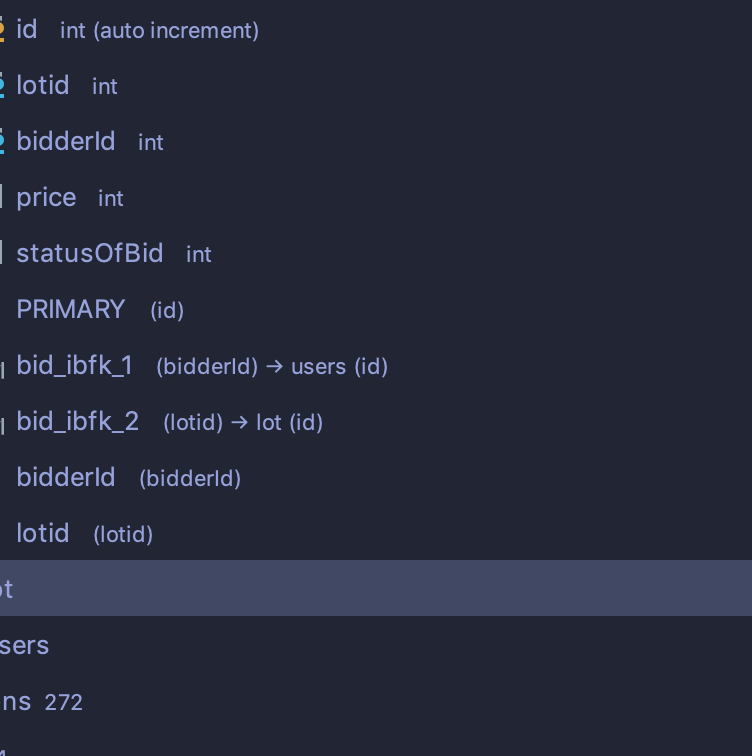 id int (auto increment)
lotid int
bidderId int
price int
statusOfBid int
PRIMARY (id)
bid_ibfk_1 (bidderId) → users (id)
bid_ibfk_2 (lotid) → lot (id)
bidderId (bidderId)
lotid (lotid)
ot
sers
ns 272